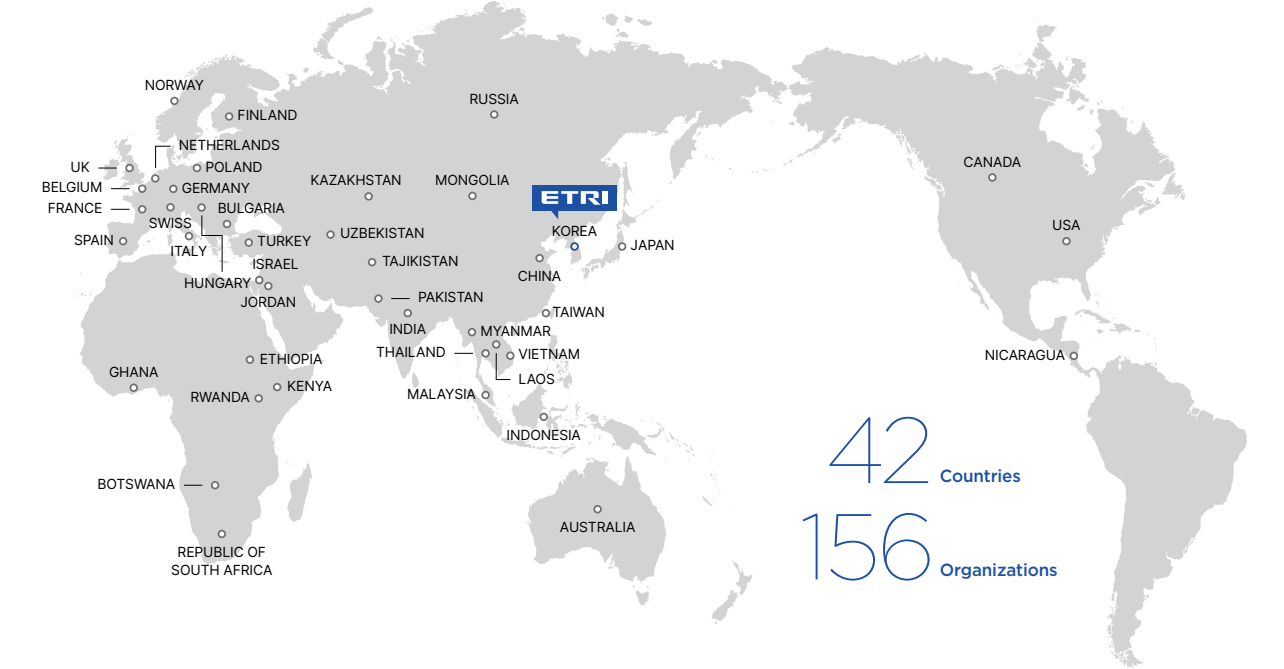 NORWAY
RUSSIA
FINLAND
NETHERLANDS
UK
POLAND
CANADA
BELGIUM
GERMANY
KAZAKHSTAN
MONGOLIA
ETRI
FRANCE
BULGARIA
SWISS
USA
KOREA
UZBEKISTAN
SPAIN
TURKEY
JAPAN
ITALY
ISRAEL
TAJIKISTAN
CHINA
HUNGARY
JORDAN
PAKISTAN
TAIWAN
INDIA
MYANMAR
THAILAND
VIETNAM
NICARAGUA
ETHIOPIA
GHANA
LAOS
KENYA
RWANDA
MALAYSIA
INDONESIA
42 Countries
BOTSWANA
AUSTRALIA
156 Organizations
REPUBLIC OF
SOUTH AFRICA